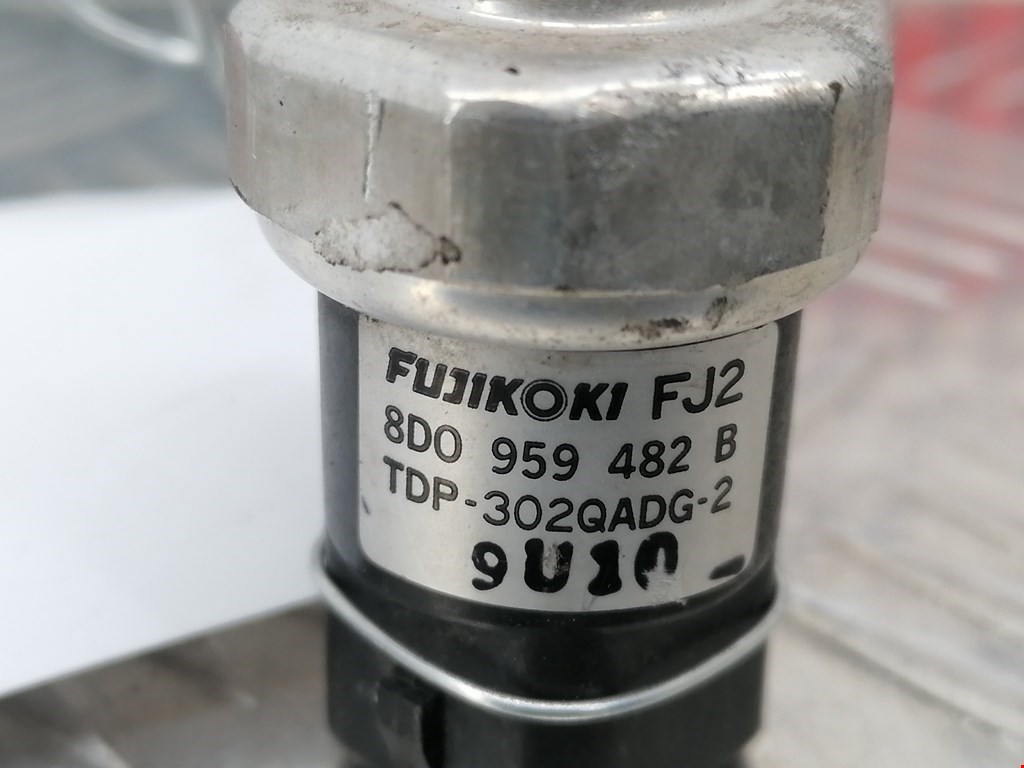 FUJIKOKI FJ2
8D0 959 482 B
TDP-302QADG-2
9U10 -